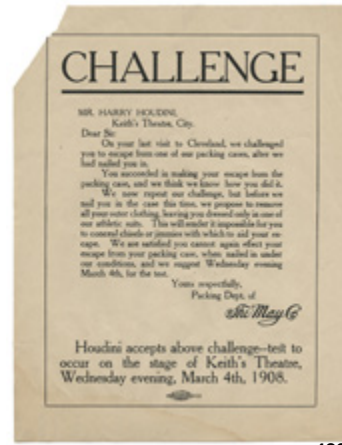 CHALLENGE
MR. HARRY HOUDINI,
Keith's Theatre, City.
Dear Sir:
On your last visit to Cleveland, we challenged
you to escape from one of our packing cases, after we
had nailed you in.
You succeeded in making your escape from the
packing case, and we think we know how you did it.
We now repeat our challenge, but before we
nail you in the case this time, we propose to remove
all your outer clothing, leaving you dressed only in one of
our athletic suits. This will render it impossible for you
to conceal chisels or jimmies with which to aid your es-
cape. We are satisfied you cannot again effect your
escape from your packing case, when nailed in under
our conditions, and we suggest Wednesday evening
March 4th, for the test.
Yours respectfully,
Packing Dept. of
The May Co
Houdini accepts above challenge--test to
occur on the stage of Keith's Theatre,
Wednesday evening, March 4th, 1908.